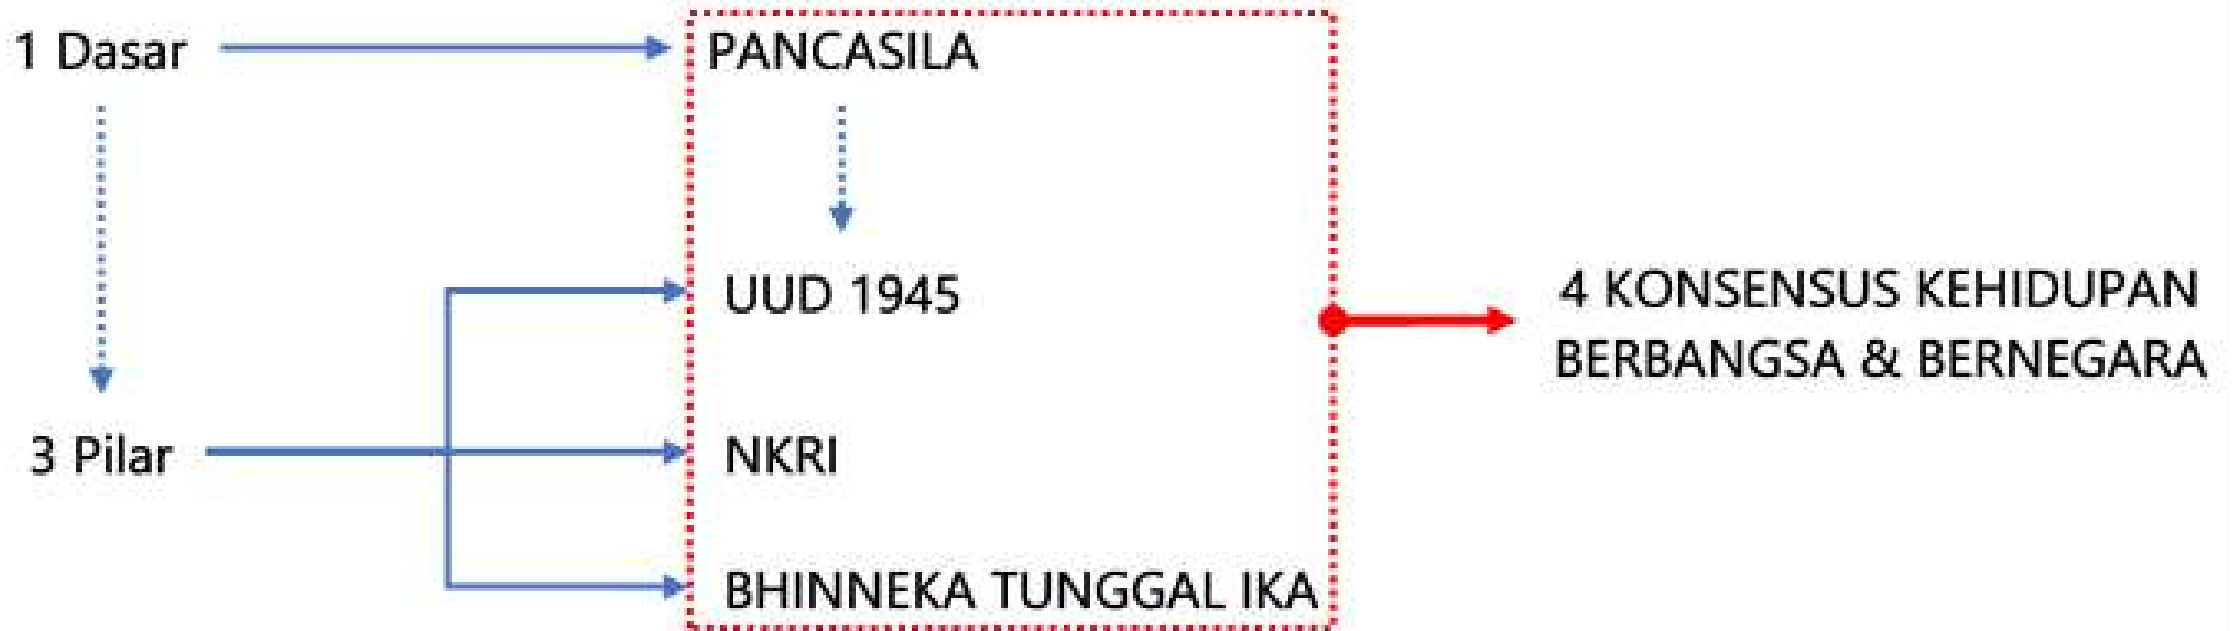 1 Dasar
PANCASILA
UUD 1945
3 Pilar
NKRI
BHINNEKA TUNGGAL IKA
4 KONSENSUS KEHIDUPAN
BERBANGSA & BERNEGARA